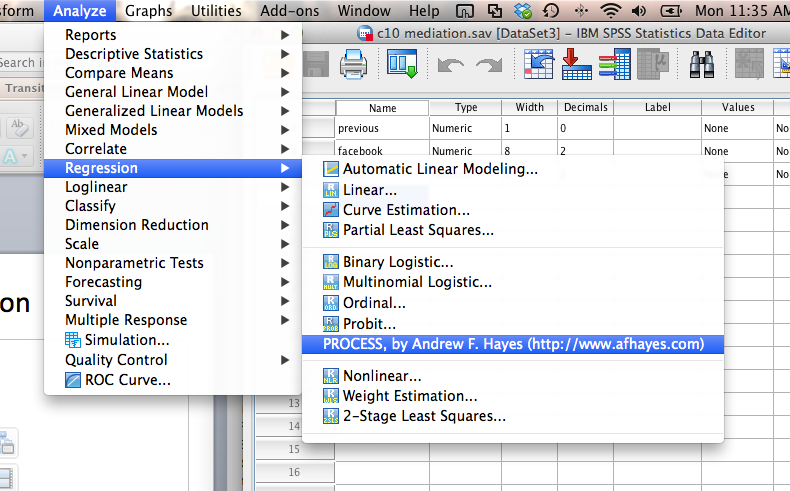 sform Analyze Graphs Utilities Add-ons Window Help Mon 11:35 AM
c10 mediation.sav [DataSet3] – IBM SPSS Statistics Data Editor
Search in
Transit
Ab
A
on
Reports
Descriptive Statistics
Compare Means
General Linear Model
Generalized Linear Models
Mixed Models
Correlate
Regression
Loglinear
Classify
Dimension Reduction
Scale
Nonparametric Tests
Forecasting
Survival
Multiple Response
Simulation...
Quality Control
ROC Curve...
Name Type Width Decimals Label Values
previous Numeric 1 0 None No
facebook Numeric 8 2 None No
No
Automatic Linear Modeling...
Linear...
Curve Estimation...
Partial Least Squares...
Binary Logistic...
Multinomial Logistic...
Ordinal...
Probit...
PROCESS, by Andrew F. Hayes (http://www.afhayes.com)
Nonlinear...
Weight Estimation...
2-Stage Least Squares...
13
14
15
16